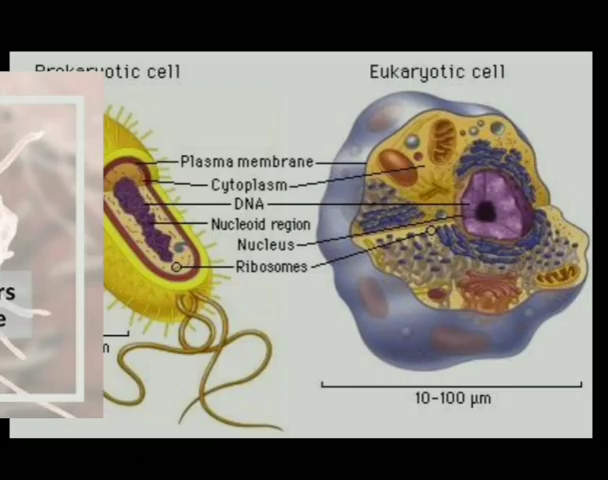 Prokaryotic cell
Eukaryotic cell
Plasma membrane
Cytoplasm
DNA
Nucleoid region
Nucleus
Ribosomes
10-100 µm